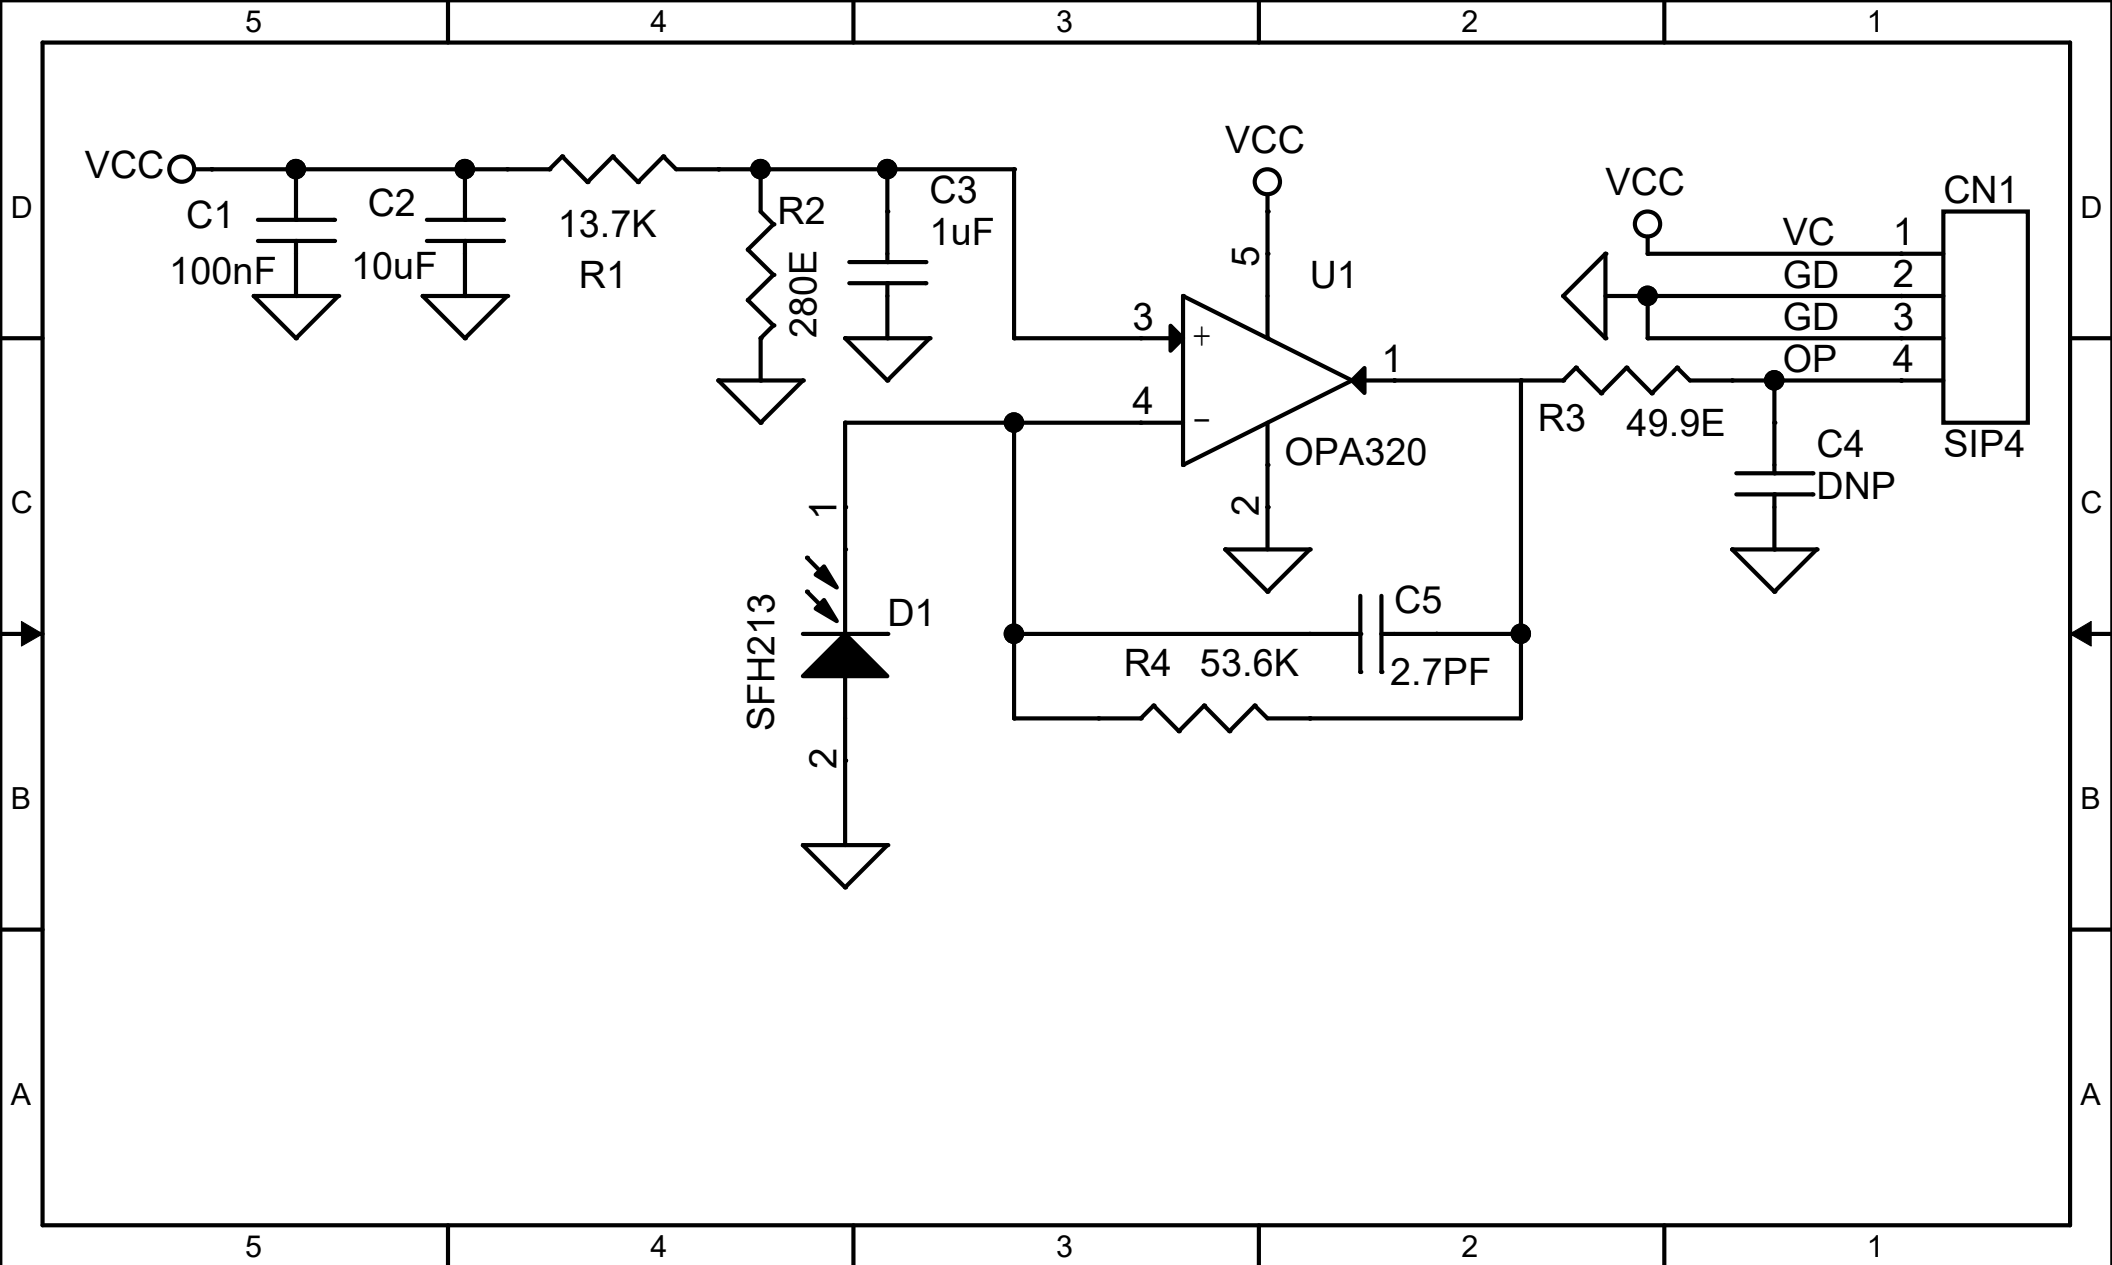 5 4 3 2 1
D
D
VCC
C1
100nF
C2
10uF
13.7K
R1
R2
280E
C3
1uF
VCC
5
U1
3
+
4
−
1
2
OPA320
VCC
CN1
VC 1
GD 2
GD 3
OP 4
SIP4
R3 49.9E
C4
DNP
C
C
1
SFH213
D1
2
C5
2.7PF
R4 53.6K
B
B
A
A
5 4 3 2 1